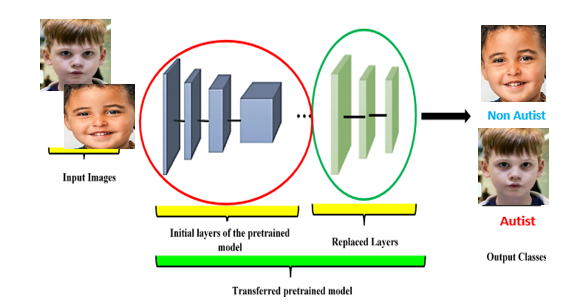 Non Autist
Input Images
Autist
Initial layers of the pretrained
model
Replaced Layers
Output Classes
Transferred pretrained model